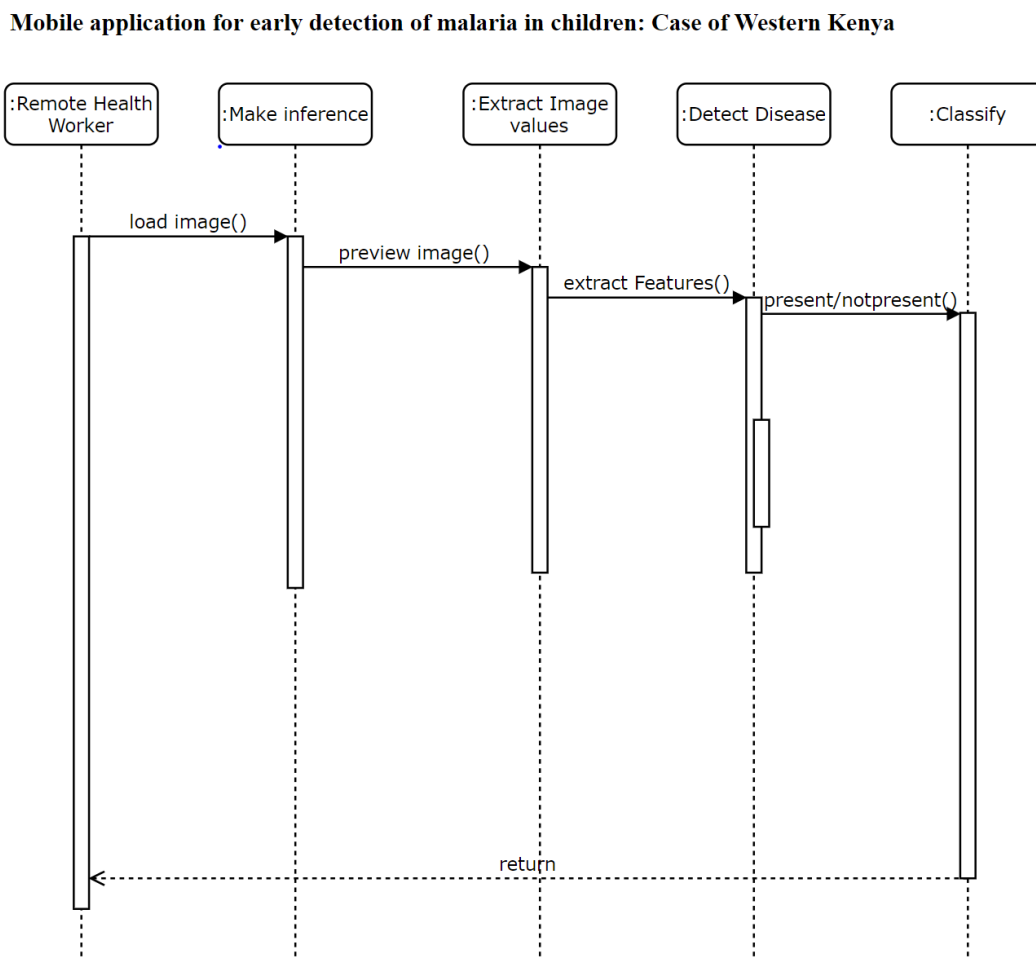 Mobile application for early detection of malaria in children: Case of Western Kenya
:Remote Health
Worker
:Make inference
:Extract Image
values
:Detect Disease
:Classify
load image()
preview image()
extract Features()
present/notpresent()
return